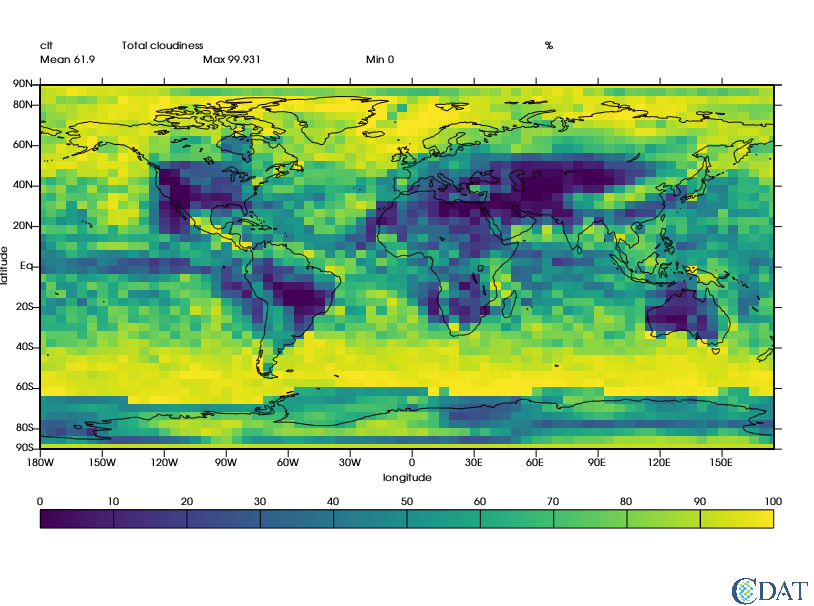 clt Total cloudiness %
Mean 61.9 Max 99.931 Min 0
90N
80N
60N
40N
20N
Eq
20S
40S
60S
80S
90S
latitude
180W 150W 120W 90W 60W 30W 0 30E 60E 90E 120E 150E
longitude
0 10 20 30 40 50 60 70 80 90 100
CDAT